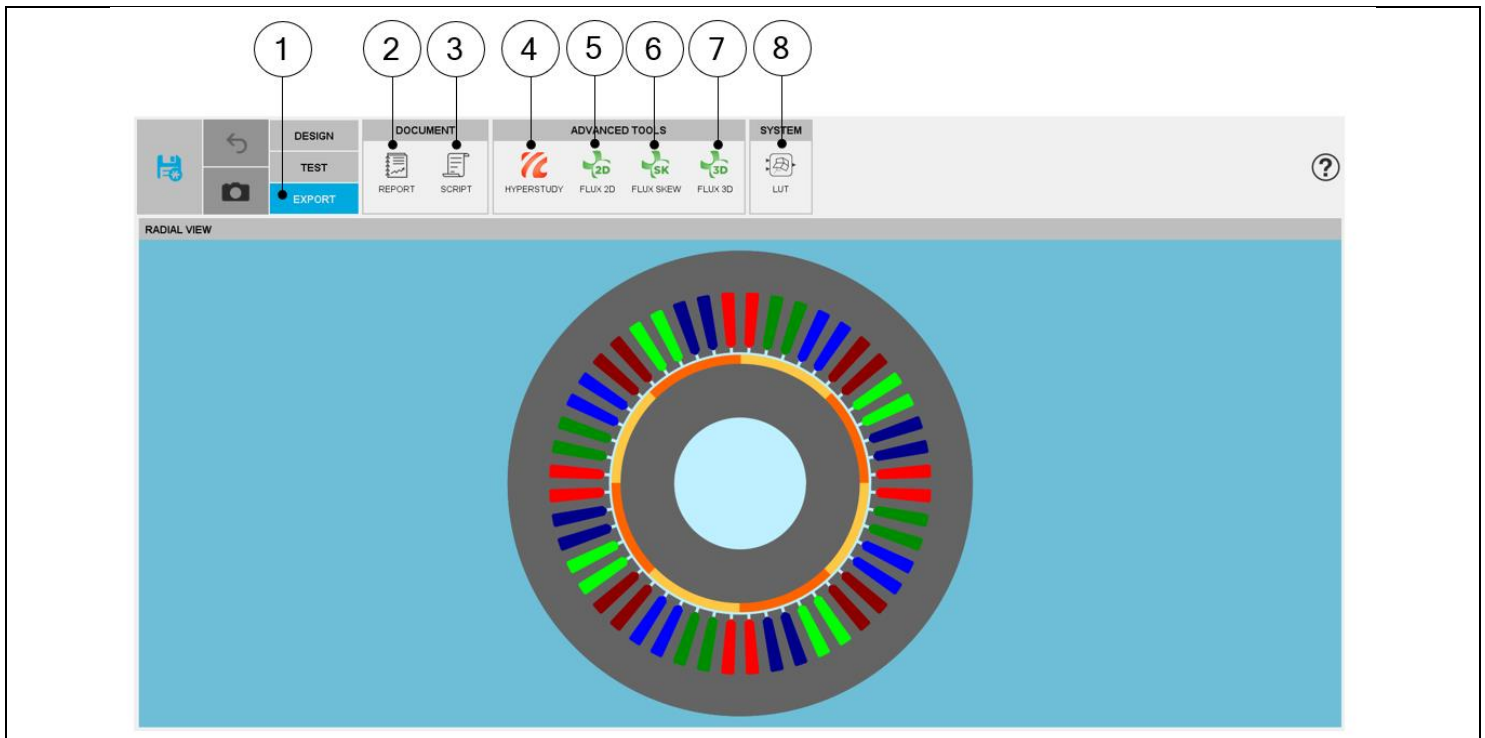 1 2 3 4 5 6 7 8
DESIGN DOCUMENT ADVANCED TOOLS SYSTEM
TEST
2D SK 3D
REPORT SCRIPT HYPERSTUDY FLUX 2D FLUX SKEW FLUX 3D LUT
EXPORT
?
RADIAL VIEW